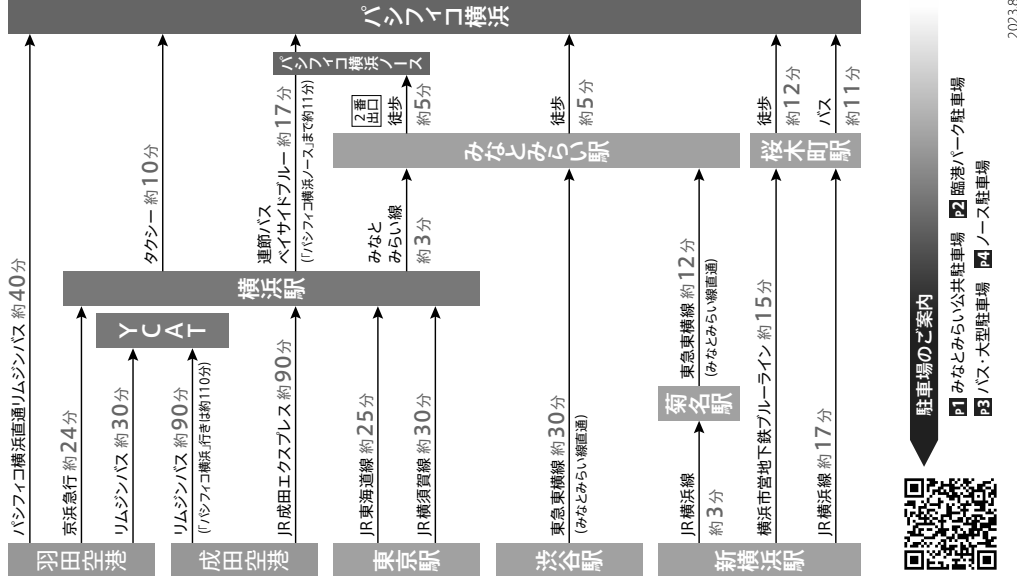 パシフィコ横浜
パシフィコ横浜直通リムジンバス 約40分
羽田空港
京浜急行 約24分
リムジンバス 約30分
成田空港
リムジンバス 約90分
(「パシフィコ横浜」行きは約110分)
JR成田エクスプレス 約90分
YCAT
横浜駅
タクシー 約10分
連節バス
ベイサイドブルー 約17分
(「パシフィコ横浜ノース」まで約11分)
パシフィコ横浜ノース
東京駅
JR東海道線 約25分
JR横須賀線 約30分
みなと
みらい線
約3分
みなとみらい駅
2番
出口
徒歩
約5分
渋谷駅
東急東横線 約30分
(みなとみらい線直通)
徒歩
約5分
新横浜駅
JR横浜線
約3分
菊名駅
東急東横線 約12分
(みなとみらい線直通)
横浜市営地下鉄ブルーライン 約15分
JR横浜線 約17分
桜木町駅
徒歩
約12分
バス
約11分
駐車場のご案内
P1 みなとみらい公共駐車場 P2 臨港パーク駐車場
P3 バス・大型駐車場 P4 ノース駐車場
2023.8